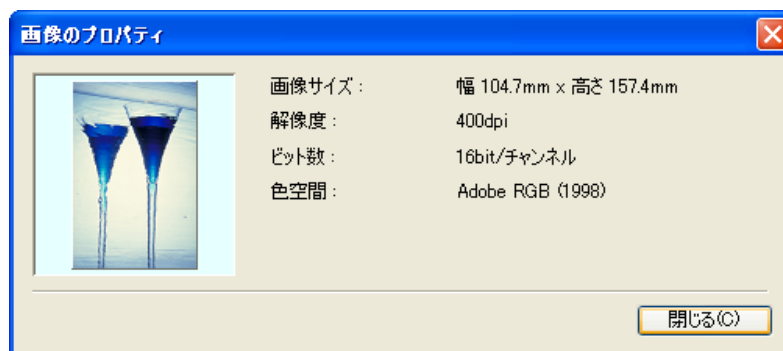 画像のプロパティ
画像サイズ： 幅 104.7mm x 高さ 157.4mm
解像度： 400dpi
ビット数： 16bit/チャンネル
色空間： Adobe RGB (1998)
閉じる(C)